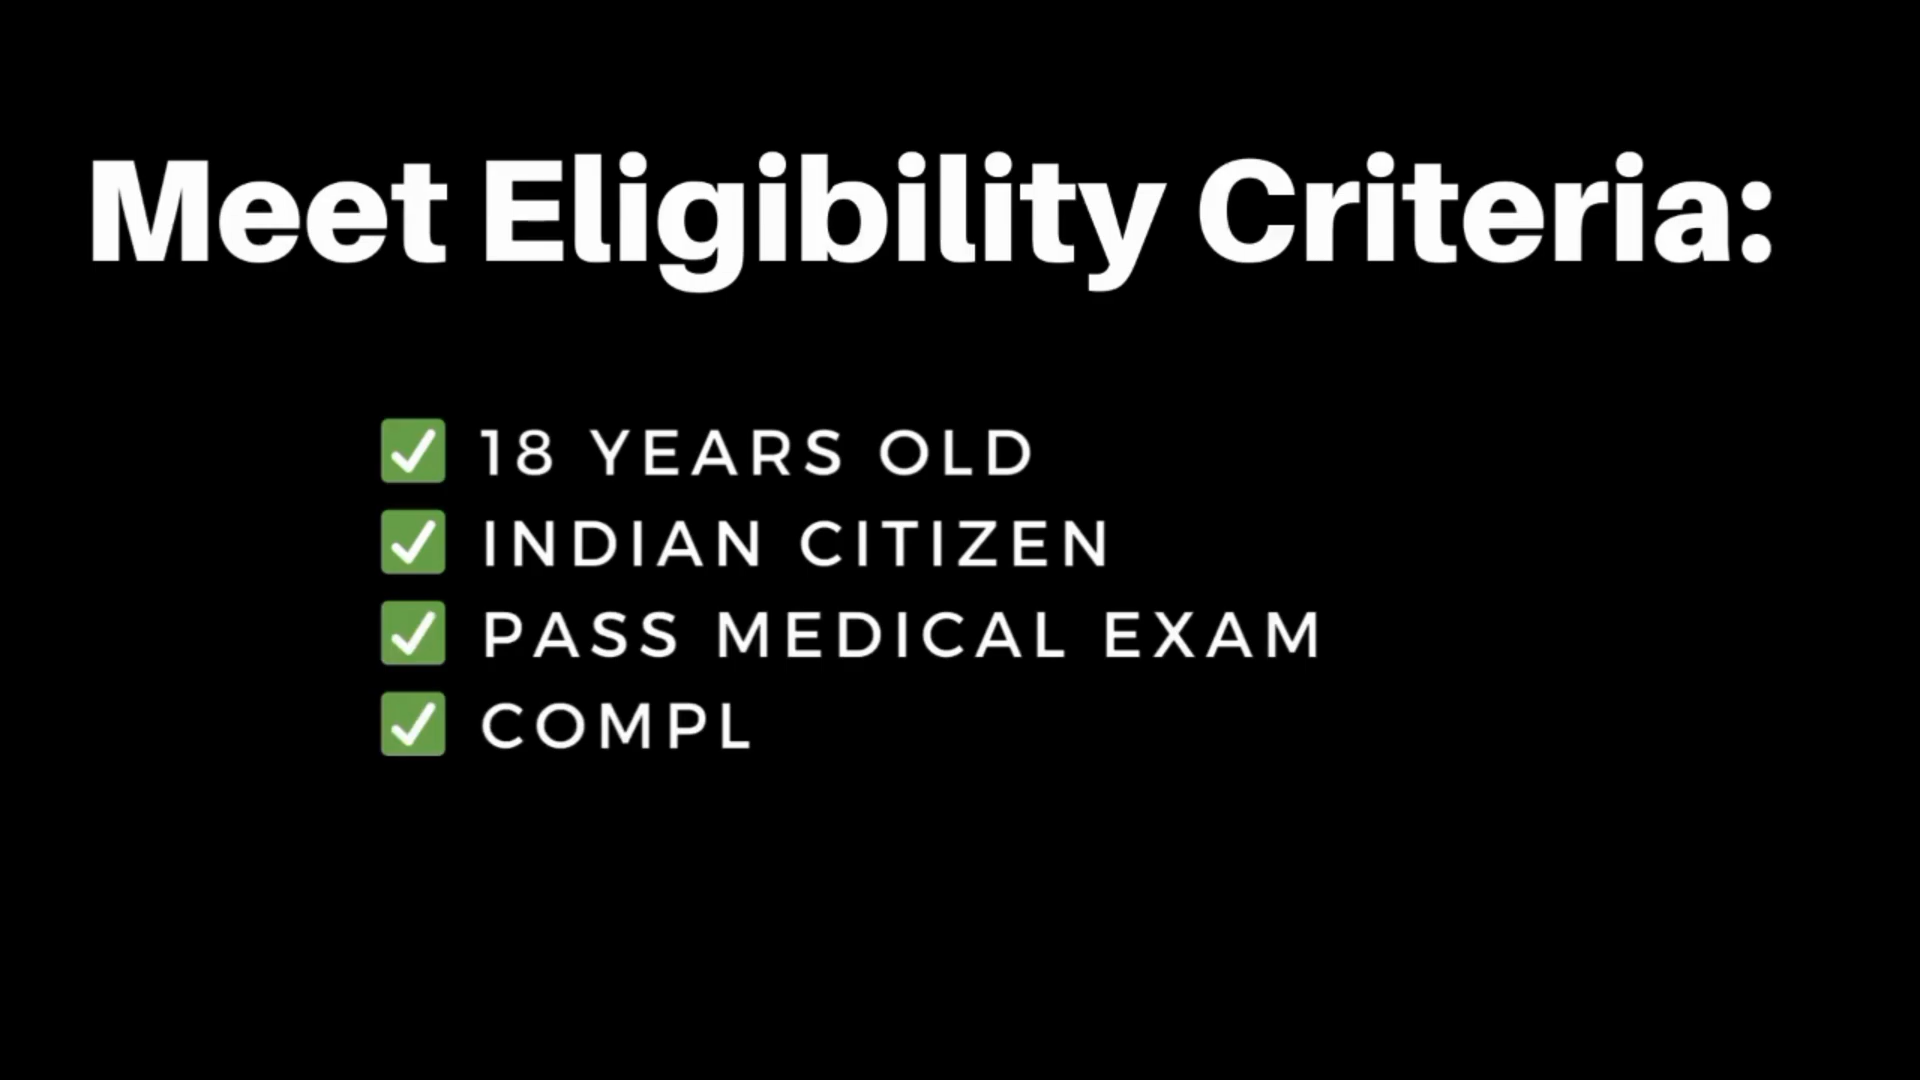 Meet Eligibility Criteria:
✅ 18 YEARS OLD
✅ INDIAN CITIZEN
✅ PASS MEDICAL EXAM
✅ COMPL